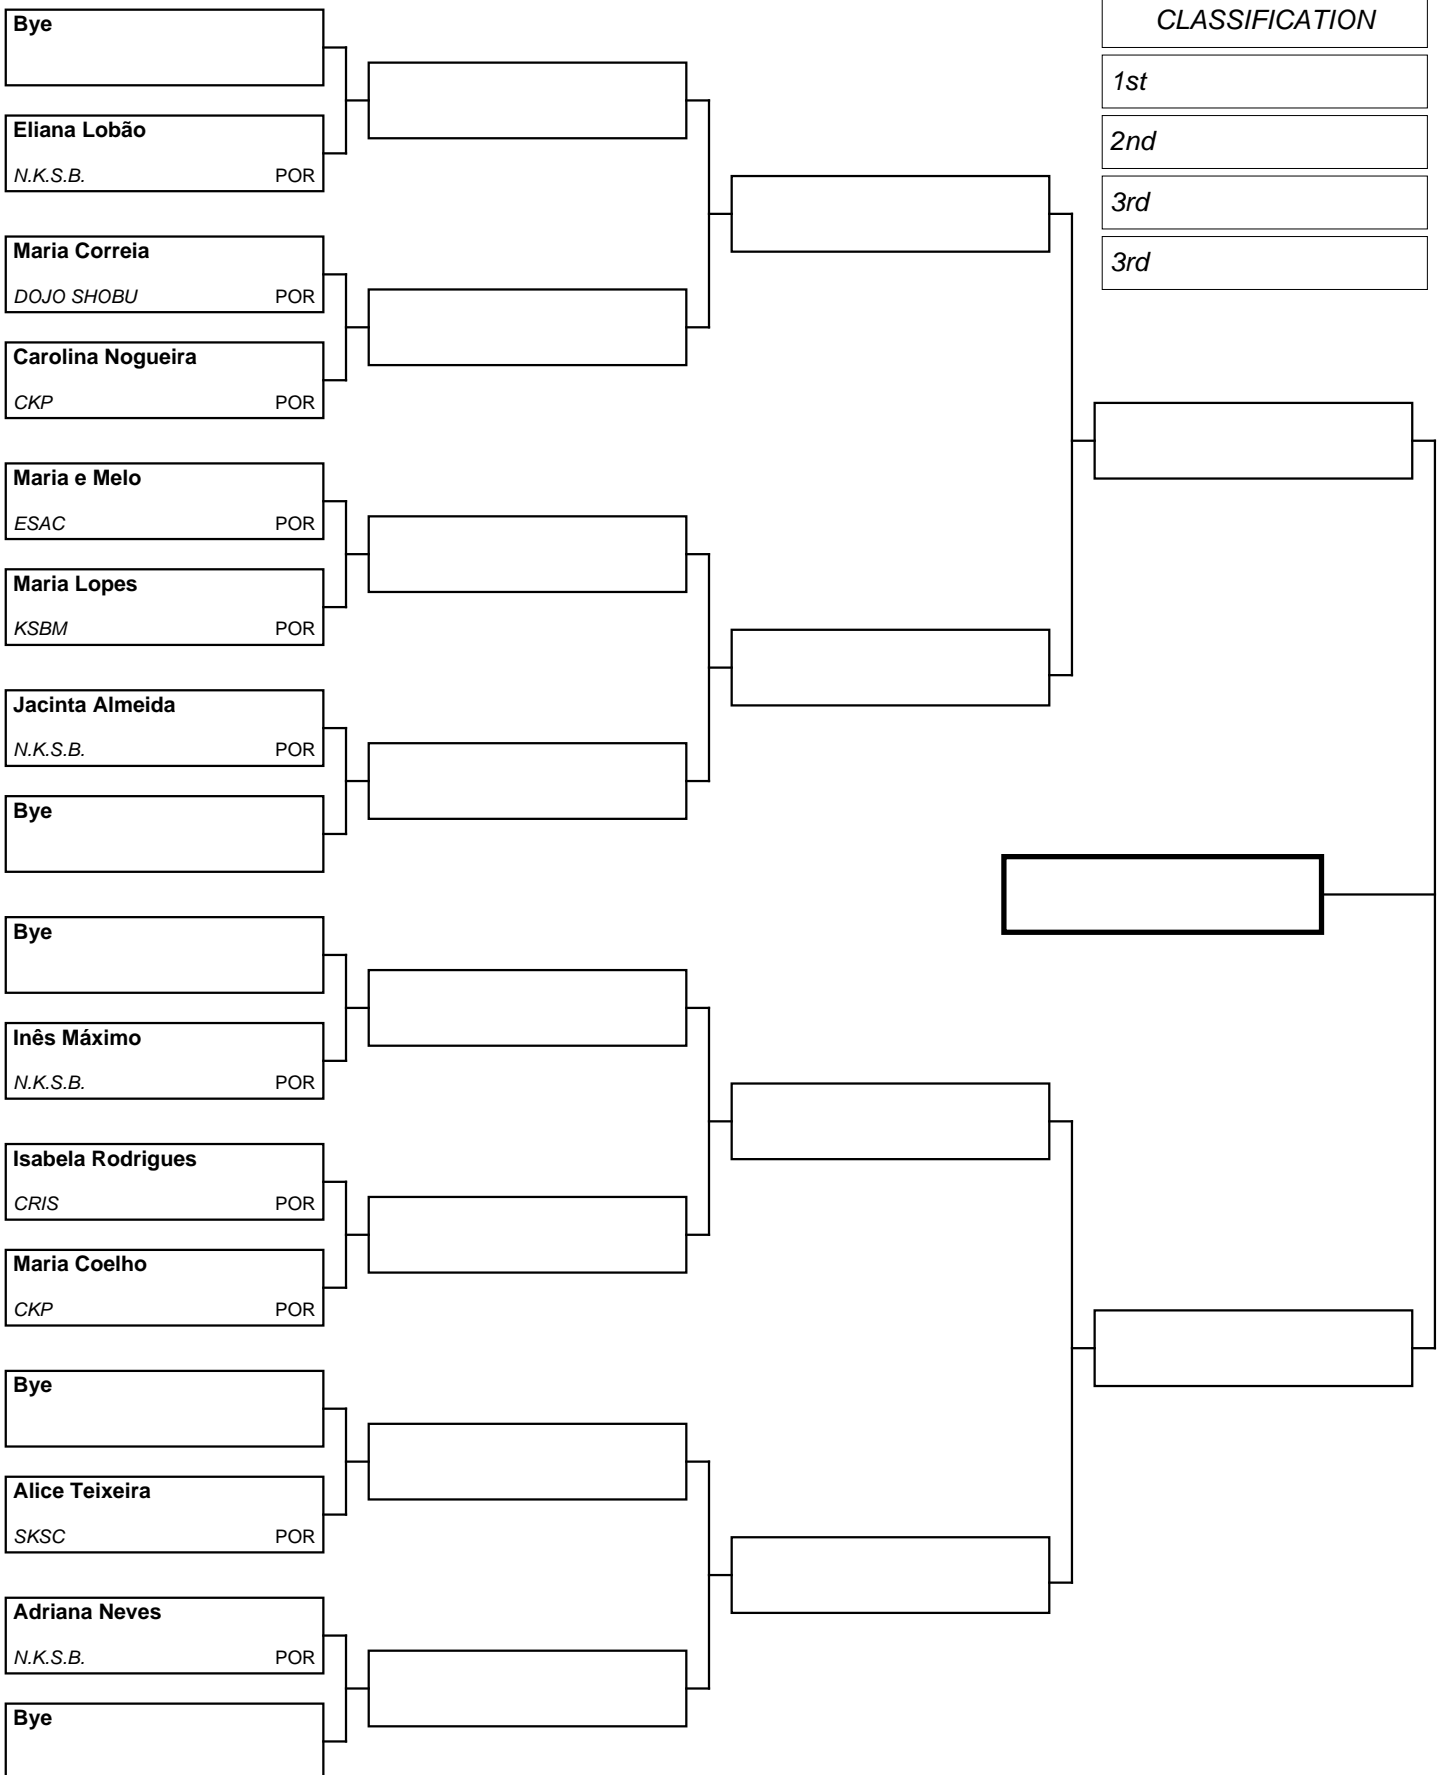 Bye
Eliana Lobão
N.K.S.B. POR
Maria Correia
DOJO SHOBU POR
Carolina Nogueira
CKP POR
Maria e Melo
ESAC POR
Maria Lopes
KSBM POR
Jacinta Almeida
N.K.S.B. POR
Bye
Bye
Inês Máximo
N.K.S.B. POR
Isabela Rodrigues
CRIS POR
Maria Coelho
CKP POR
Bye
Alice Teixeira
SKSC POR
Adriana Neves
N.K.S.B. POR
Bye
CLASSIFICATION
1st
2nd
3rd
3rd